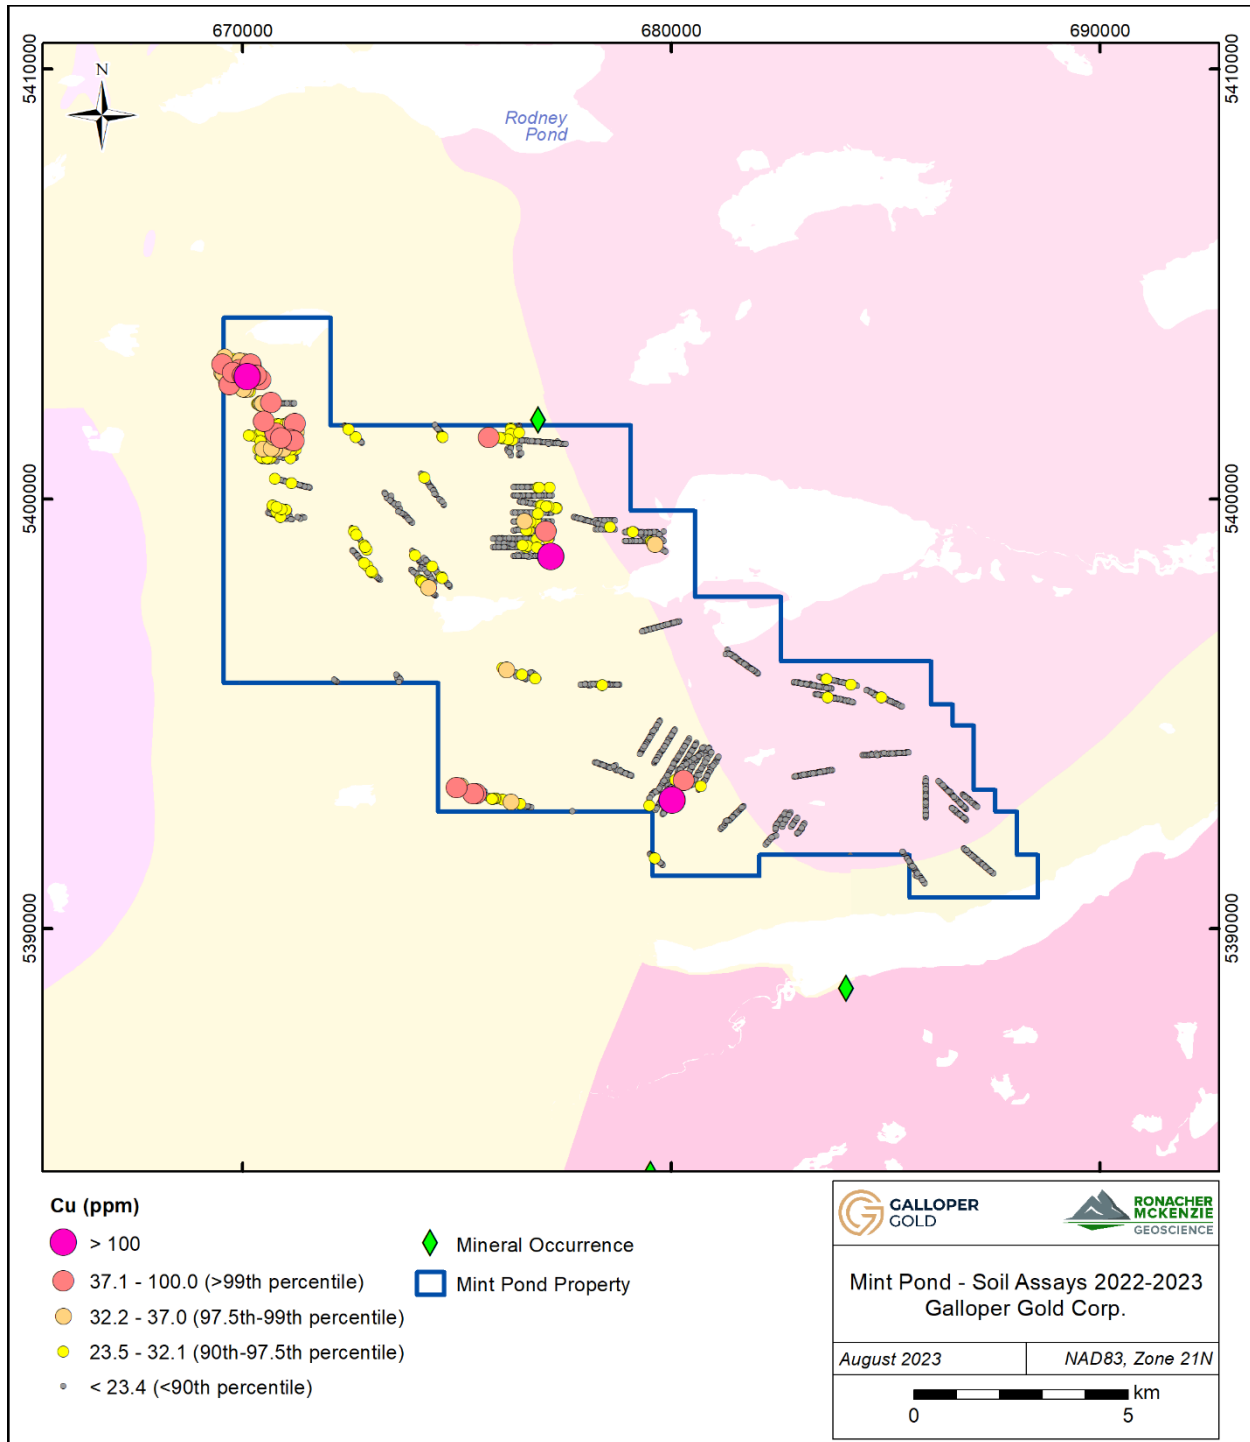 670000
680000
690000
5410000
5410000
N
Rodney
Pond
5400000
5400000
5390000
5390000
Cu (ppm)
> 100
37.1 - 100.0 (>99th percentile)
32.2 - 37.0 (97.5th-99th percentile)
23.5 - 32.1 (90th-97.5th percentile)
< 23.4 (<90th percentile)
Mineral Occurrence
Mint Pond Property
GALLOPER
GOLD
RONACHER
MCKENZIE
GEOSCIENCE
Mint Pond - Soil Assays 2022-2023
Galloper Gold Corp.
August 2023
NAD83, Zone 21N
km
0
5